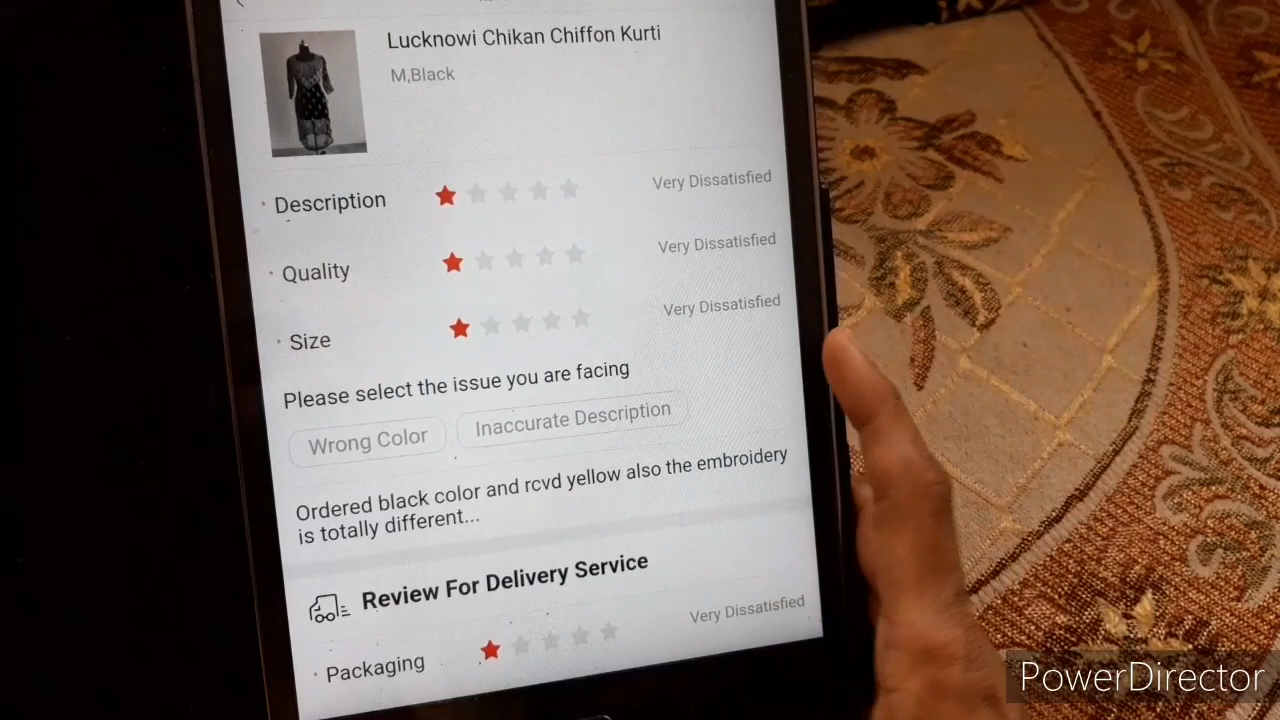 Lucknowi Chikan Chiffon Kurti
M,Black
Description
Very Dissatisfied
Quality
Very Dissatisfied
Size
Very Dissatisfied
Please select the issue you are facing
Wrong Color
Inaccurate Description
Ordered black color and rcvd yellow also the embroidery
is totally different...
Review For Delivery Service
Packaging
Very Dissatisfied
PowerDirector